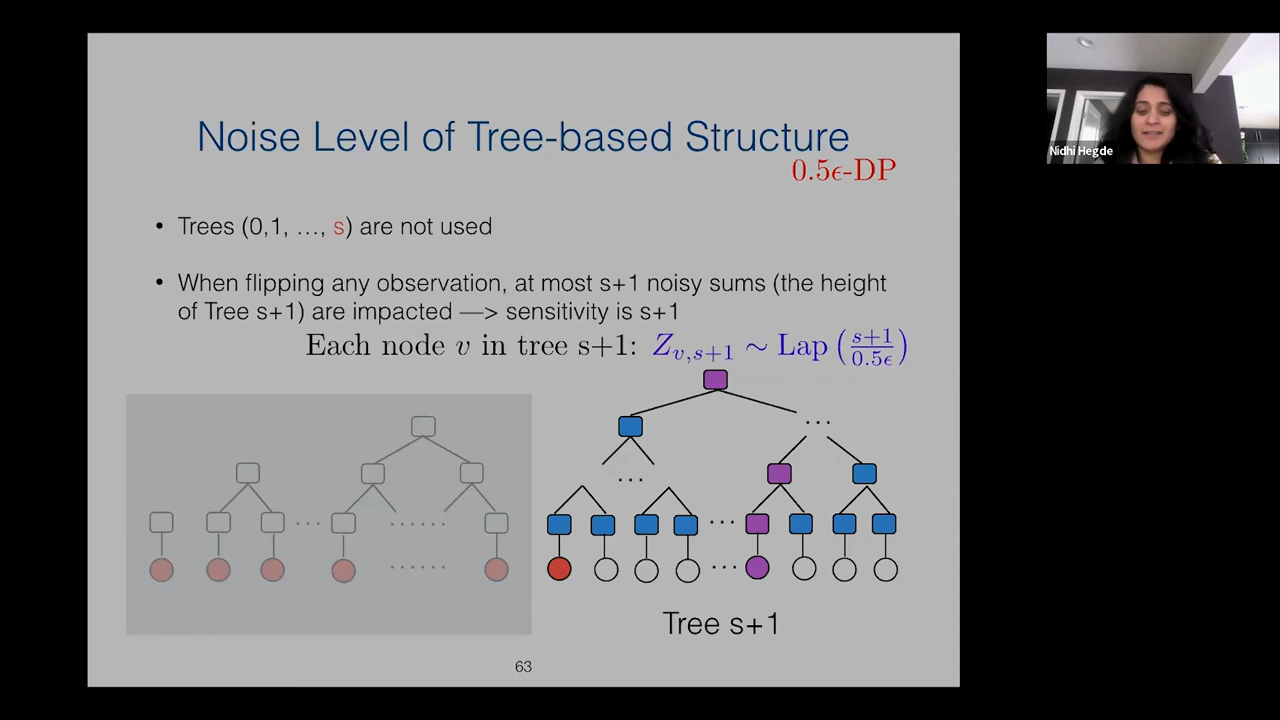 Noise Level of Tree-based Structure
0.5ϵ-DP
• Trees (0,1, …, s) are not used
• When flipping any observation, at most s+1 noisy sums (the height
of Tree s+1) are impacted —> sensitivity is s+1
Each node v in tree s+1: Z_{v,s+1} ∼ Lap(\frac{s+1}{0.5ϵ})
Tree s+1
63
Nidhi Hegde